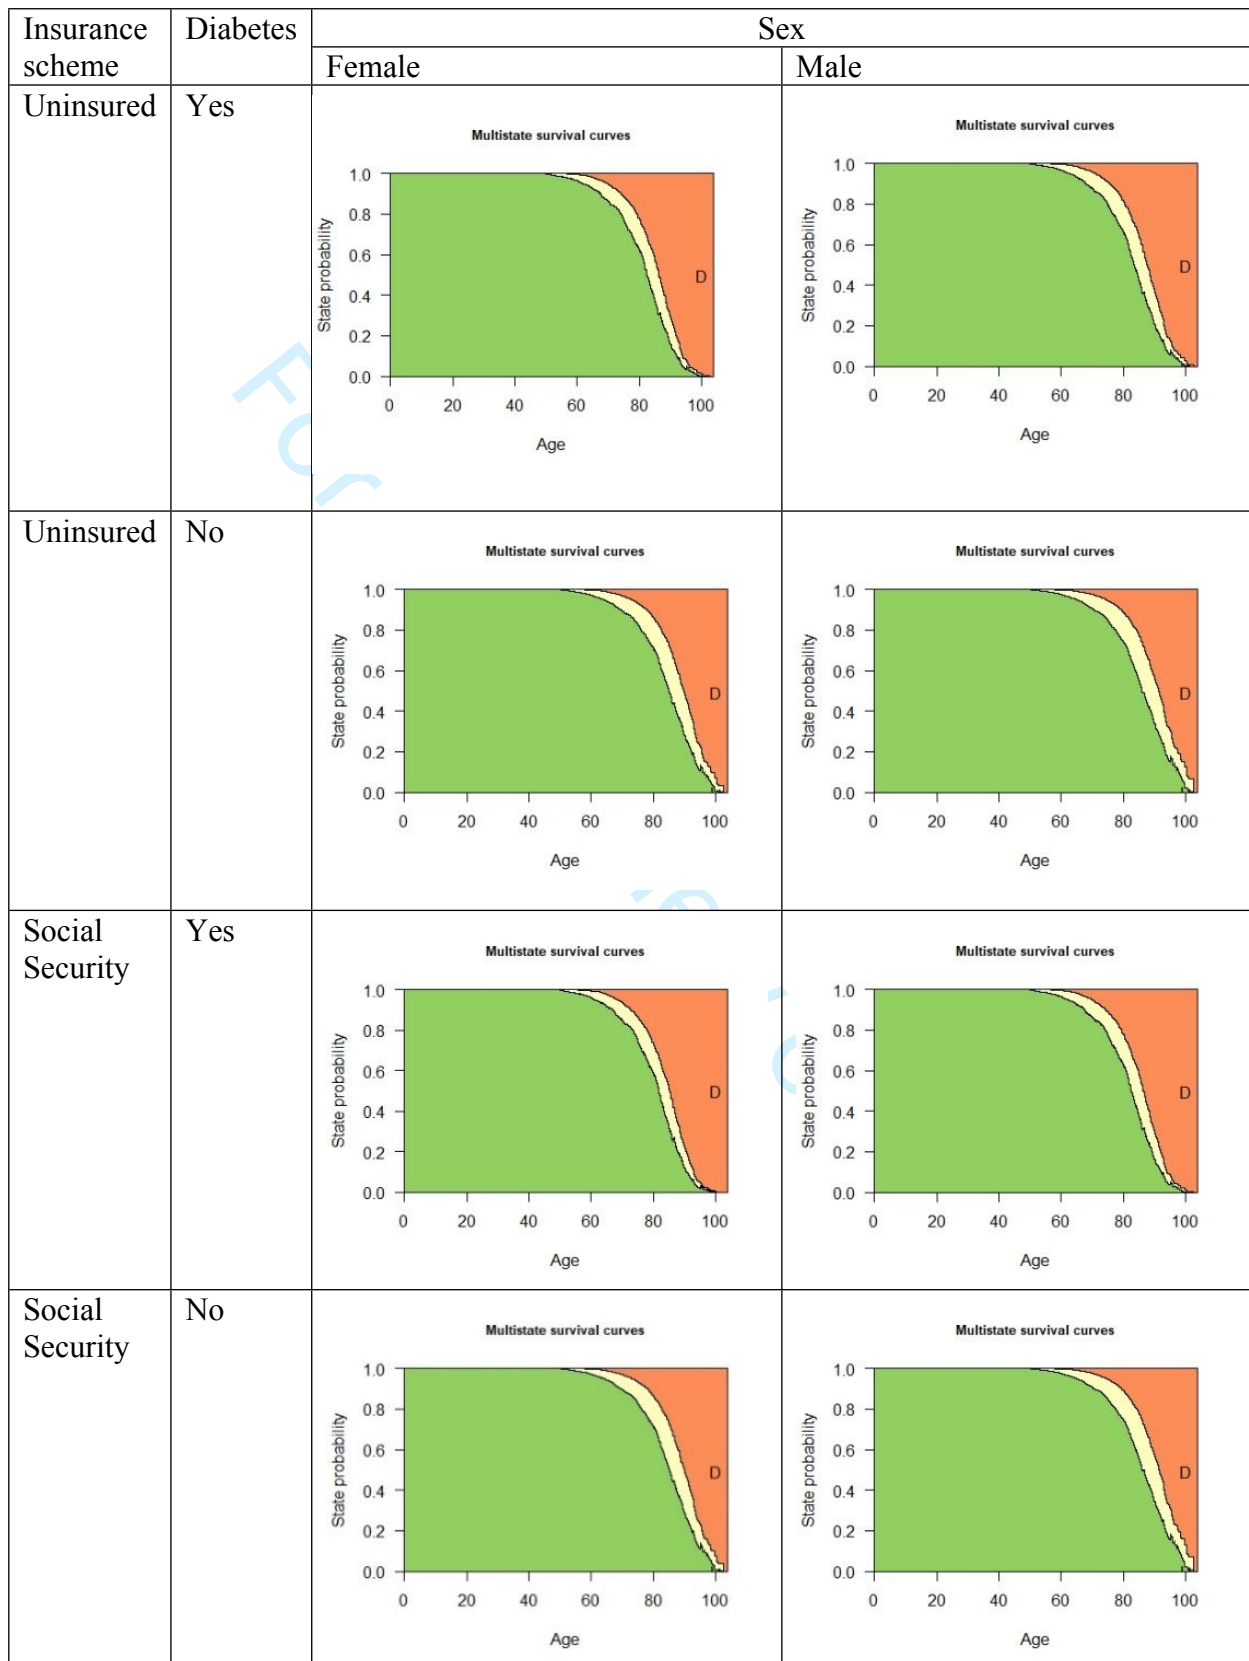 Insurance scheme
Diabetes
Sex
Female
Male
Uninsured
Yes
Multistate survival curves
State probability
1.0
0.8
0.6
0.4
0.2
0.0
D
0 20 40 60 80 100
Age
Multistate survival curves
State probability
1.0
0.8
0.6
0.4
0.2
0.0
D
0 20 40 60 80 100
Age
Uninsured
No
Multistate survival curves
State probability
1.0
0.8
0.6
0.4
0.2
0.0
D
0 20 40 60 80 100
Age
Multistate survival curves
State probability
1.0
0.8
0.6
0.4
0.2
0.0
D
0 20 40 60 80 100
Age
Social Security
Yes
Multistate survival curves
State probability
1.0
0.8
0.6
0.4
0.2
0.0
D
0 20 40 60 80 100
Age
Multistate survival curves
State probability
1.0
0.8
0.6
0.4
0.2
0.0
D
0 20 40 60 80 100
Age
Social Security
No
Multistate survival curves
State probability
1.0
0.8
0.6
0.4
0.2
0.0
D
0 20 40 60 80 100
Age
Multistate survival curves
State probability
1.0
0.8
0.6
0.4
0.2
0.0
D
0 20 40 60 80 100
Age